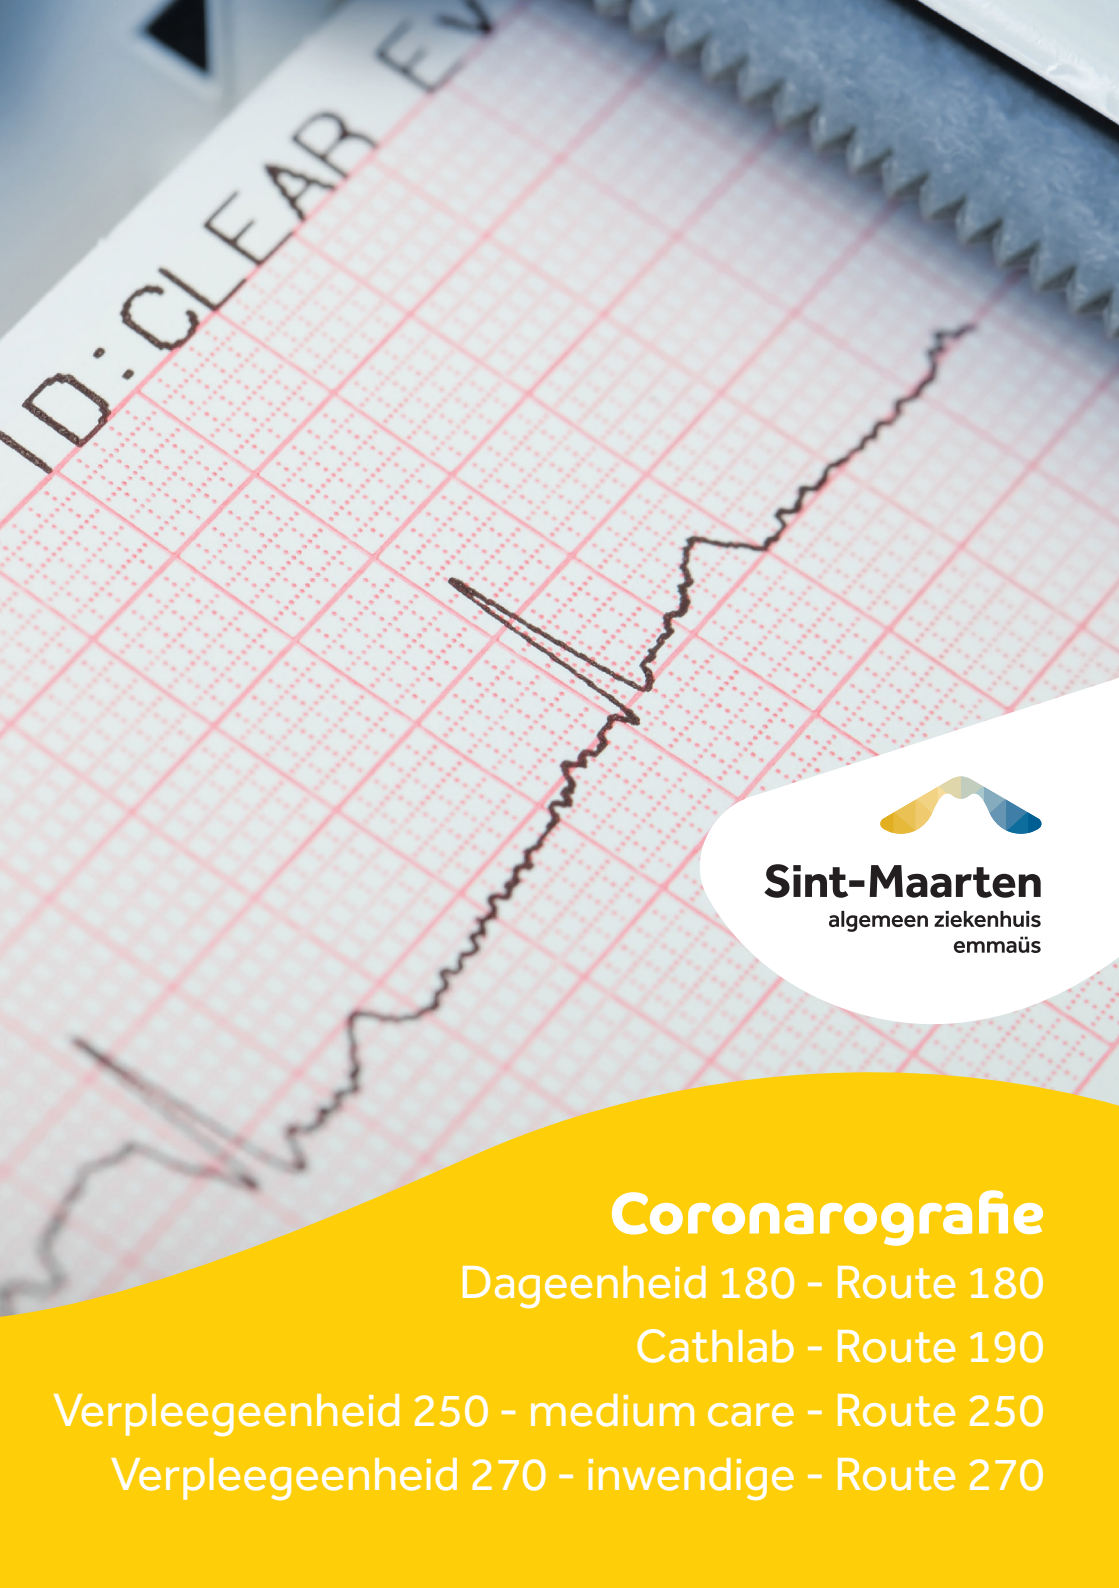 ID:CLEAR EV
Sint-Maarten
algemeen ziekenhuis
emmaüs
Coronarografie
Dageenheid 180 - Route 180
Cathlab - Route 190
Verpleegeenheid 250 - medium care - Route 250
Verpleegeenheid 270 - inwendige - Route 270